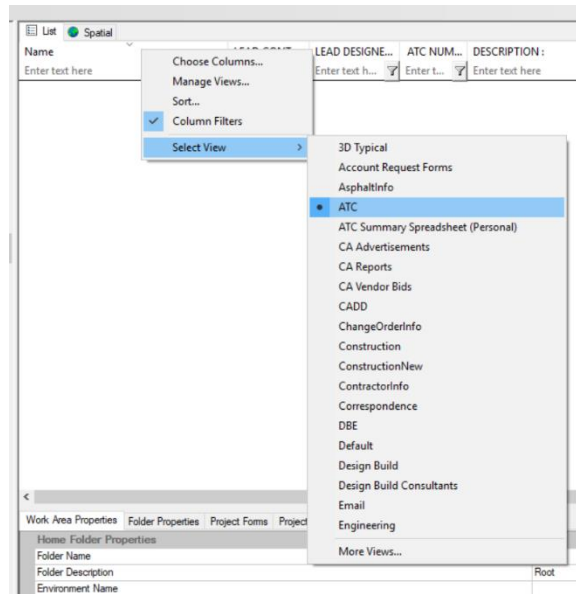 List Spatial
Name LEAD CONT LEAD DESIGNE... ATC NUM... DESCRIPTION :
Enter text here Enter text h... Enter t... Enter text here
Choose Columns...
Manage Views...
Sort...
Column Filters
Select View
3D Typical
Account Request Forms
AsphaltInfo
ATC
ATC Summary Spreadsheet (Personal)
CA Advertisements
CA Reports
CA Vendor Bids
CADD
ChangeOrderInfo
Construction
ConstructionNew
ContractorInfo
Correspondence
DBE
Default
Design Build
Design Build Consultants
Email
Engineering
More Views...
Work Area Properties Folder Properties Project Forms Project
Home Folder Properties
Folder Name
Folder Description Root
Environment Name